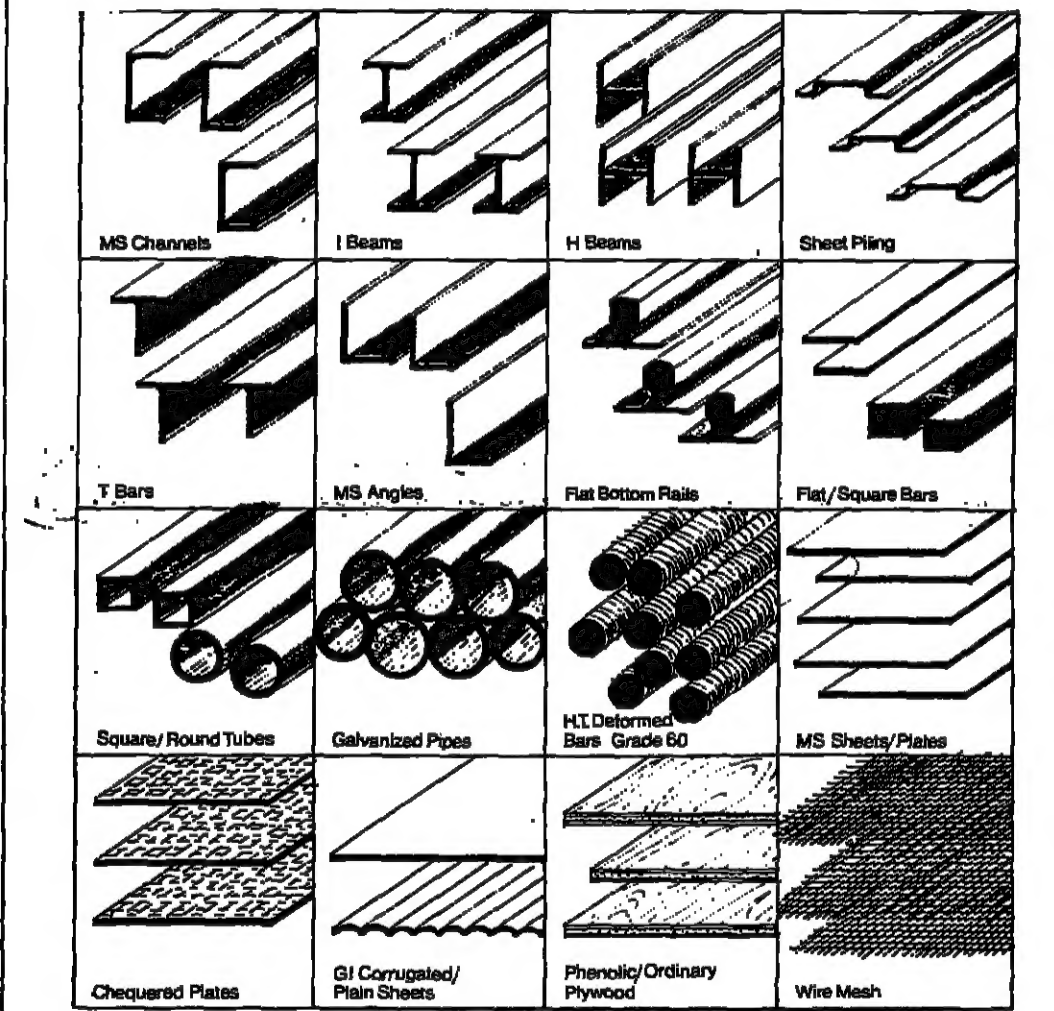 MS Channels
I Beams
H Beams
Sheet Piling
T Bars
MS Angles
Flat Bottom Rails
Flat/Square Bars
Square/Round Tubes
Galvanized Pipes
H.T. Deformed
Bars Grade 60
MS Sheets/Plates
Chequered Plates
GI Corrugated/
Plain Sheets
Phenolic/Ordinary
Plywood
Wire Mesh